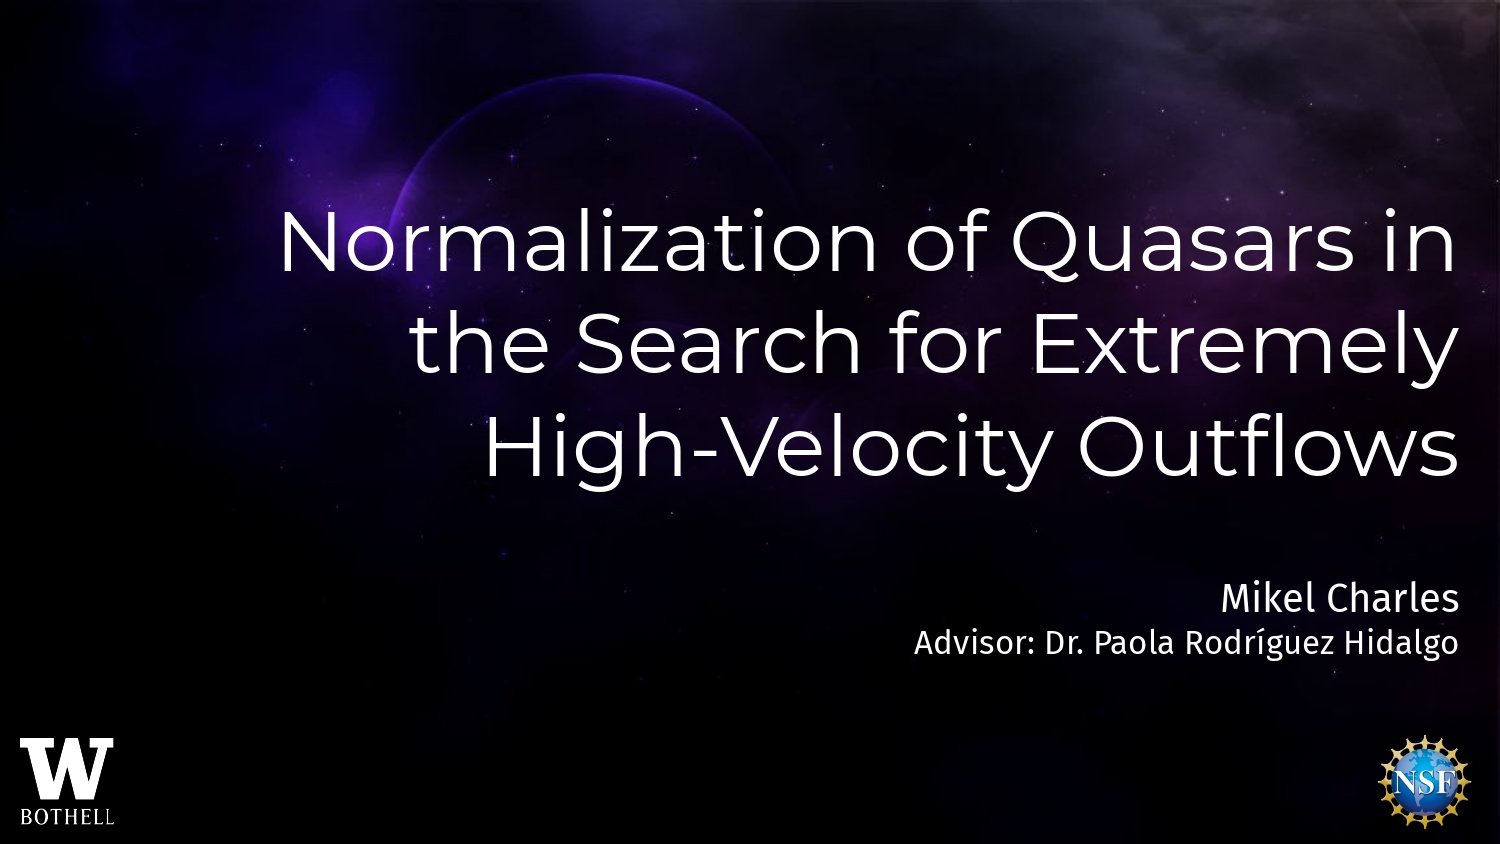 Normalization of Quasars in
the Search for Extremely
High-Velocity Outflows
Mikel Charles
Advisor: Dr. Paola Rodríguez Hidalgo
W
BOTHELL
NSF